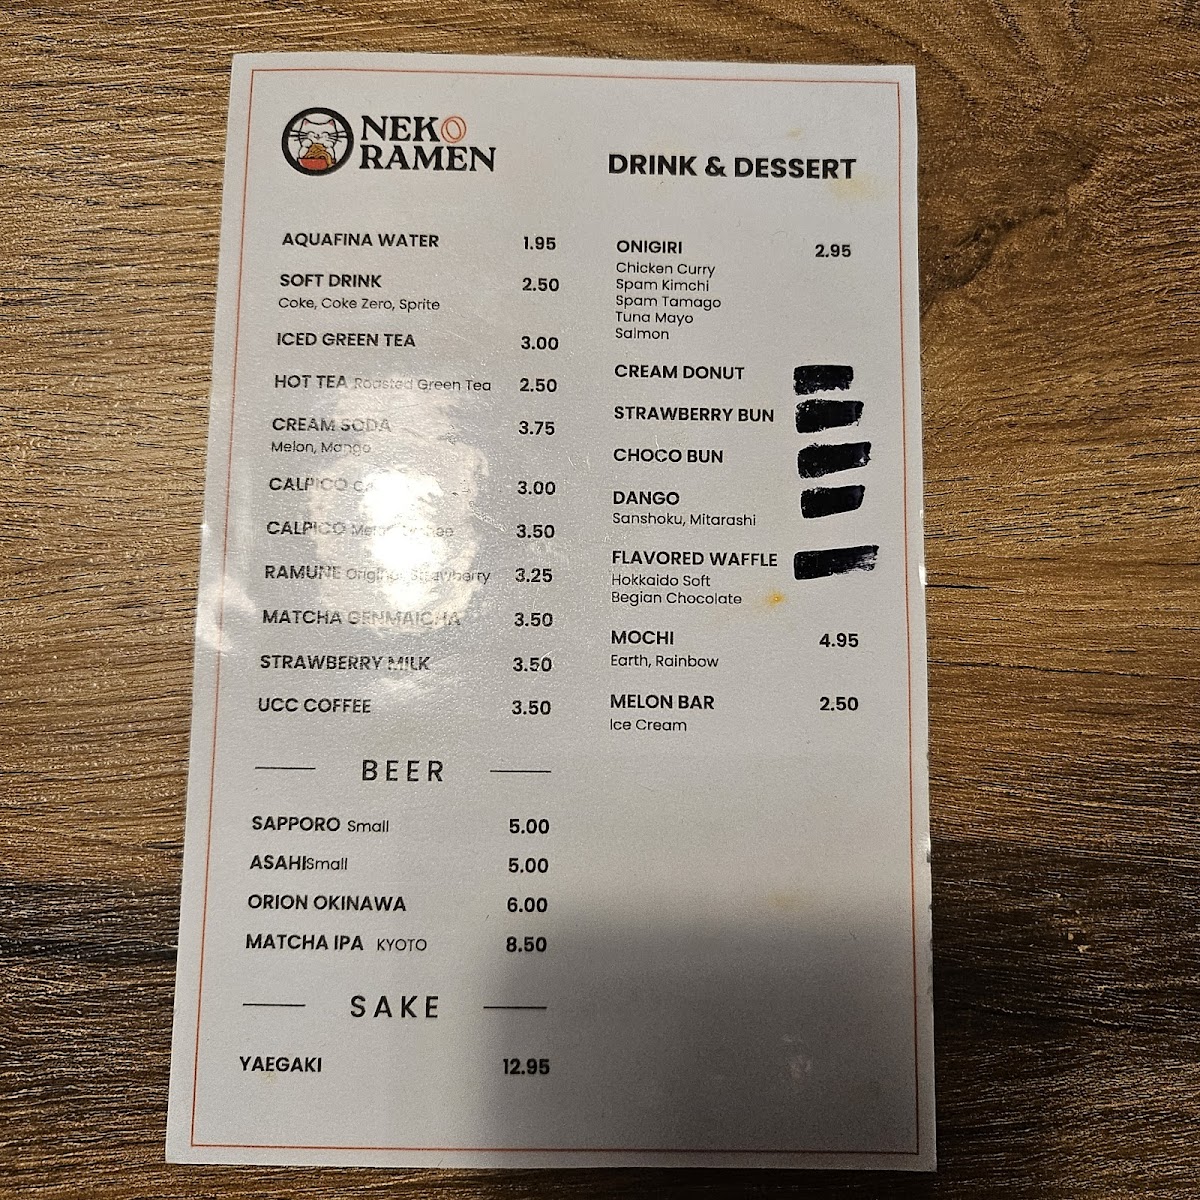 NEKO
RAMEN
DRINK & DESSERT
AQUAFINA WATER 1.95
SOFT DRINK 2.50
Coke, Coke Zero, Sprite
ICED GREEN TEA 3.00
HOT TEA Roasted Green Tea 2.50
CREAM SODA 3.75
Melon, Mango
CALPICO 3.00
CALPICO 3.50
RAMUNE Original, Strawberry 3.25
MATCHA GENMAICHA 3.50
STRAWBERRY MILK 3.50
UCC COFFEE 3.50
BEER
SAPPORO Small 5.00
ASAHI Small 5.00
ORION OKINAWA 6.00
MATCHA IPA KYOTO 8.50
SAKE
YAEGAKI 12.95
ONIGIRI 2.95
Chicken Curry
Spam Kimchi
Spam Tamago
Tuna Mayo
Salmon
CREAM DONUT
STRAWBERRY BUN
CHOCO BUN
DANGO
Sanshoku, Mitarashi
FLAVORED WAFFLE
Hokkaido Soft
Begian Chocolate
MOCHI 4.95
Earth, Rainbow
MELON BAR 2.50
Ice Cream